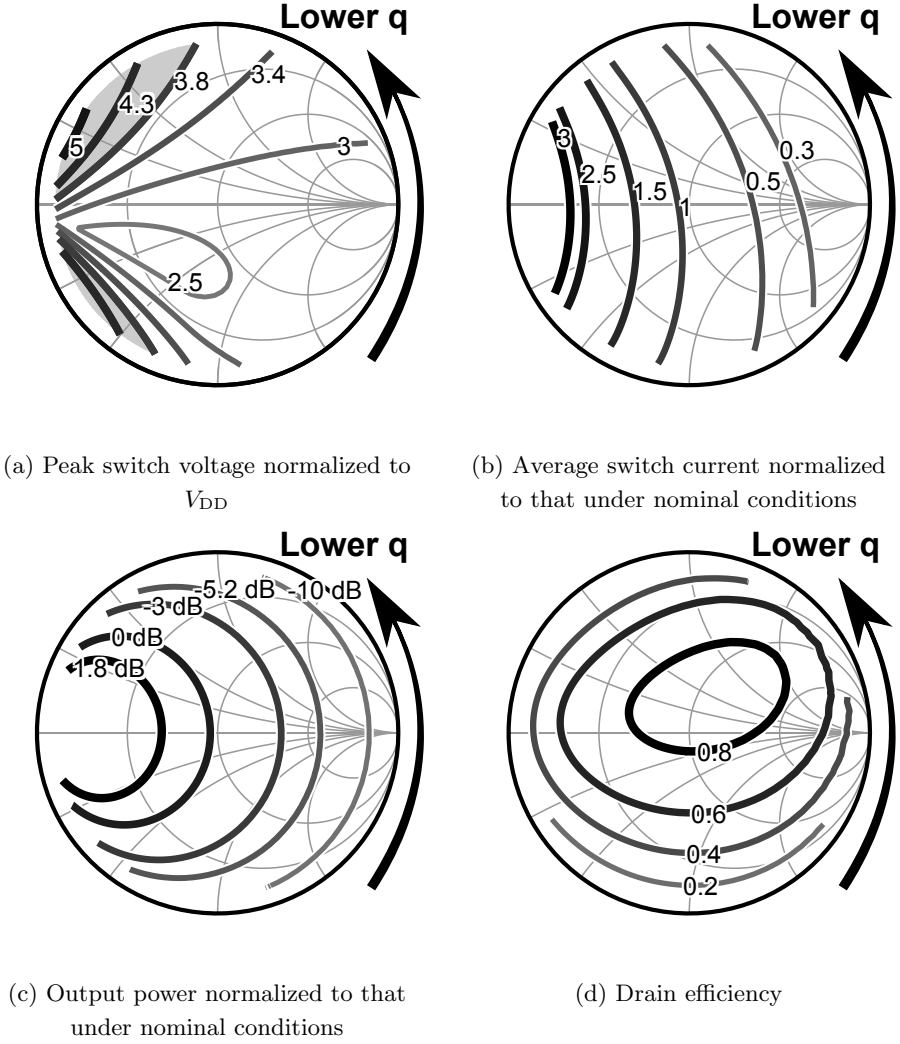 Lower q
5
4.3
3.8
3.4
3
2.5
(a) Peak switch voltage normalized to
VDD
Lower q
3
2.5
1.5
1
0.5
0.3
(b) Average switch current normalized
to that under nominal conditions
Lower q
1.8 dB
0 dB
-3 dB
-5.2 dB
-10 dB
(c) Output power normalized to that
under nominal conditions
Lower q
0.8
0.6
0.4
0.2
(d) Drain efficiency